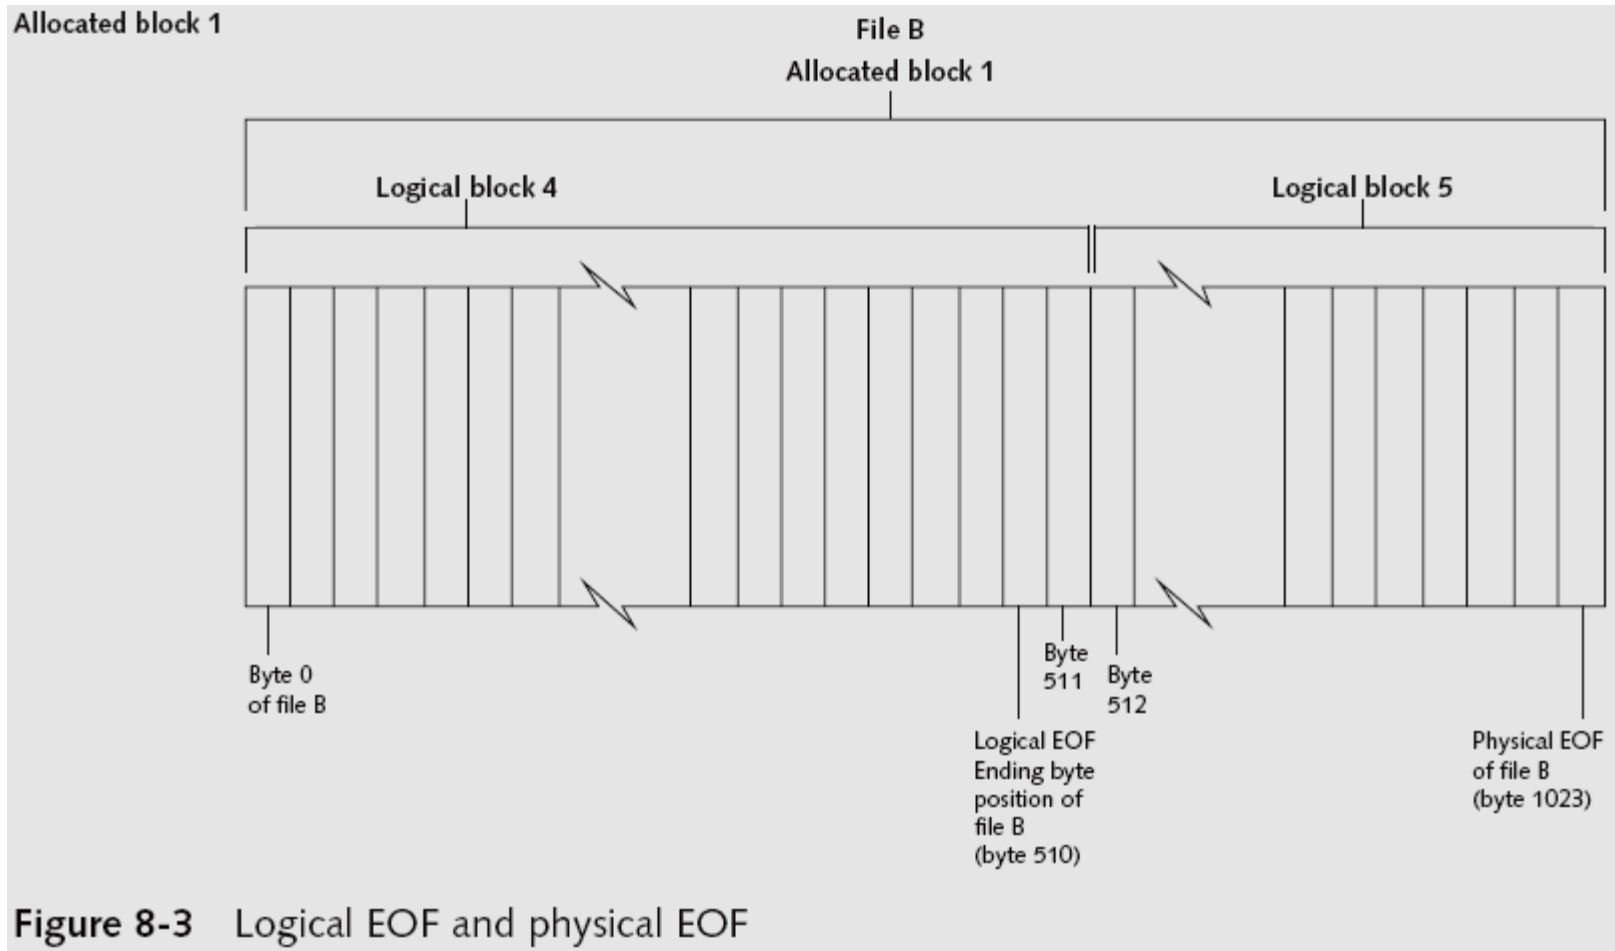 Allocated block 1
File B
Allocated block 1
Logical block 4
Logical block 5
Byte 0
of file B
Byte
511
Byte
512
Logical EOF
Ending byte
position of
file B
(byte 510)
Physical EOF
of file B
(byte 1023)
Figure 8-3 Logical EOF and physical EOF